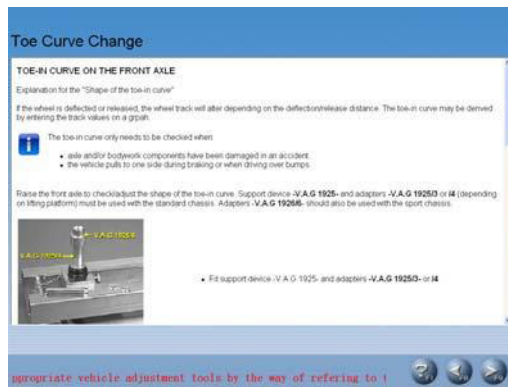 Toe Curve Change
TOE-IN CURVE ON THE FRONT AXLE
Explanation for the "Shape of the toe-in curve"
If the wheel is deflected or released, the wheel track will alter depending on the deflection/release distance. The toe-in curve may be derived
by entering the track values on a grpah.
The toe-in curve only needs to be checked when:
axle and/or bodywork components have been damaged in an accident.
the vehicle pulls to one side during braking or when driving over bumps.
Raise the front axle to check/adjust the shape of the toe-in curve. Support device -V.A.G 1925- and adapters -V.A.G 1925/3 or /4 (depending
on lifting platform) must be used with the standard chassis. Adapters -V.A.G 1925/6- should also be used with the sport chassis.
V.A.G 1925/4
V.A.G 1925/3
Fit support device -V.A.G 1925- and adapters -V.A.G 1925/3- or /4
ppropriate vehicle adjustment tools by the way of refering to t